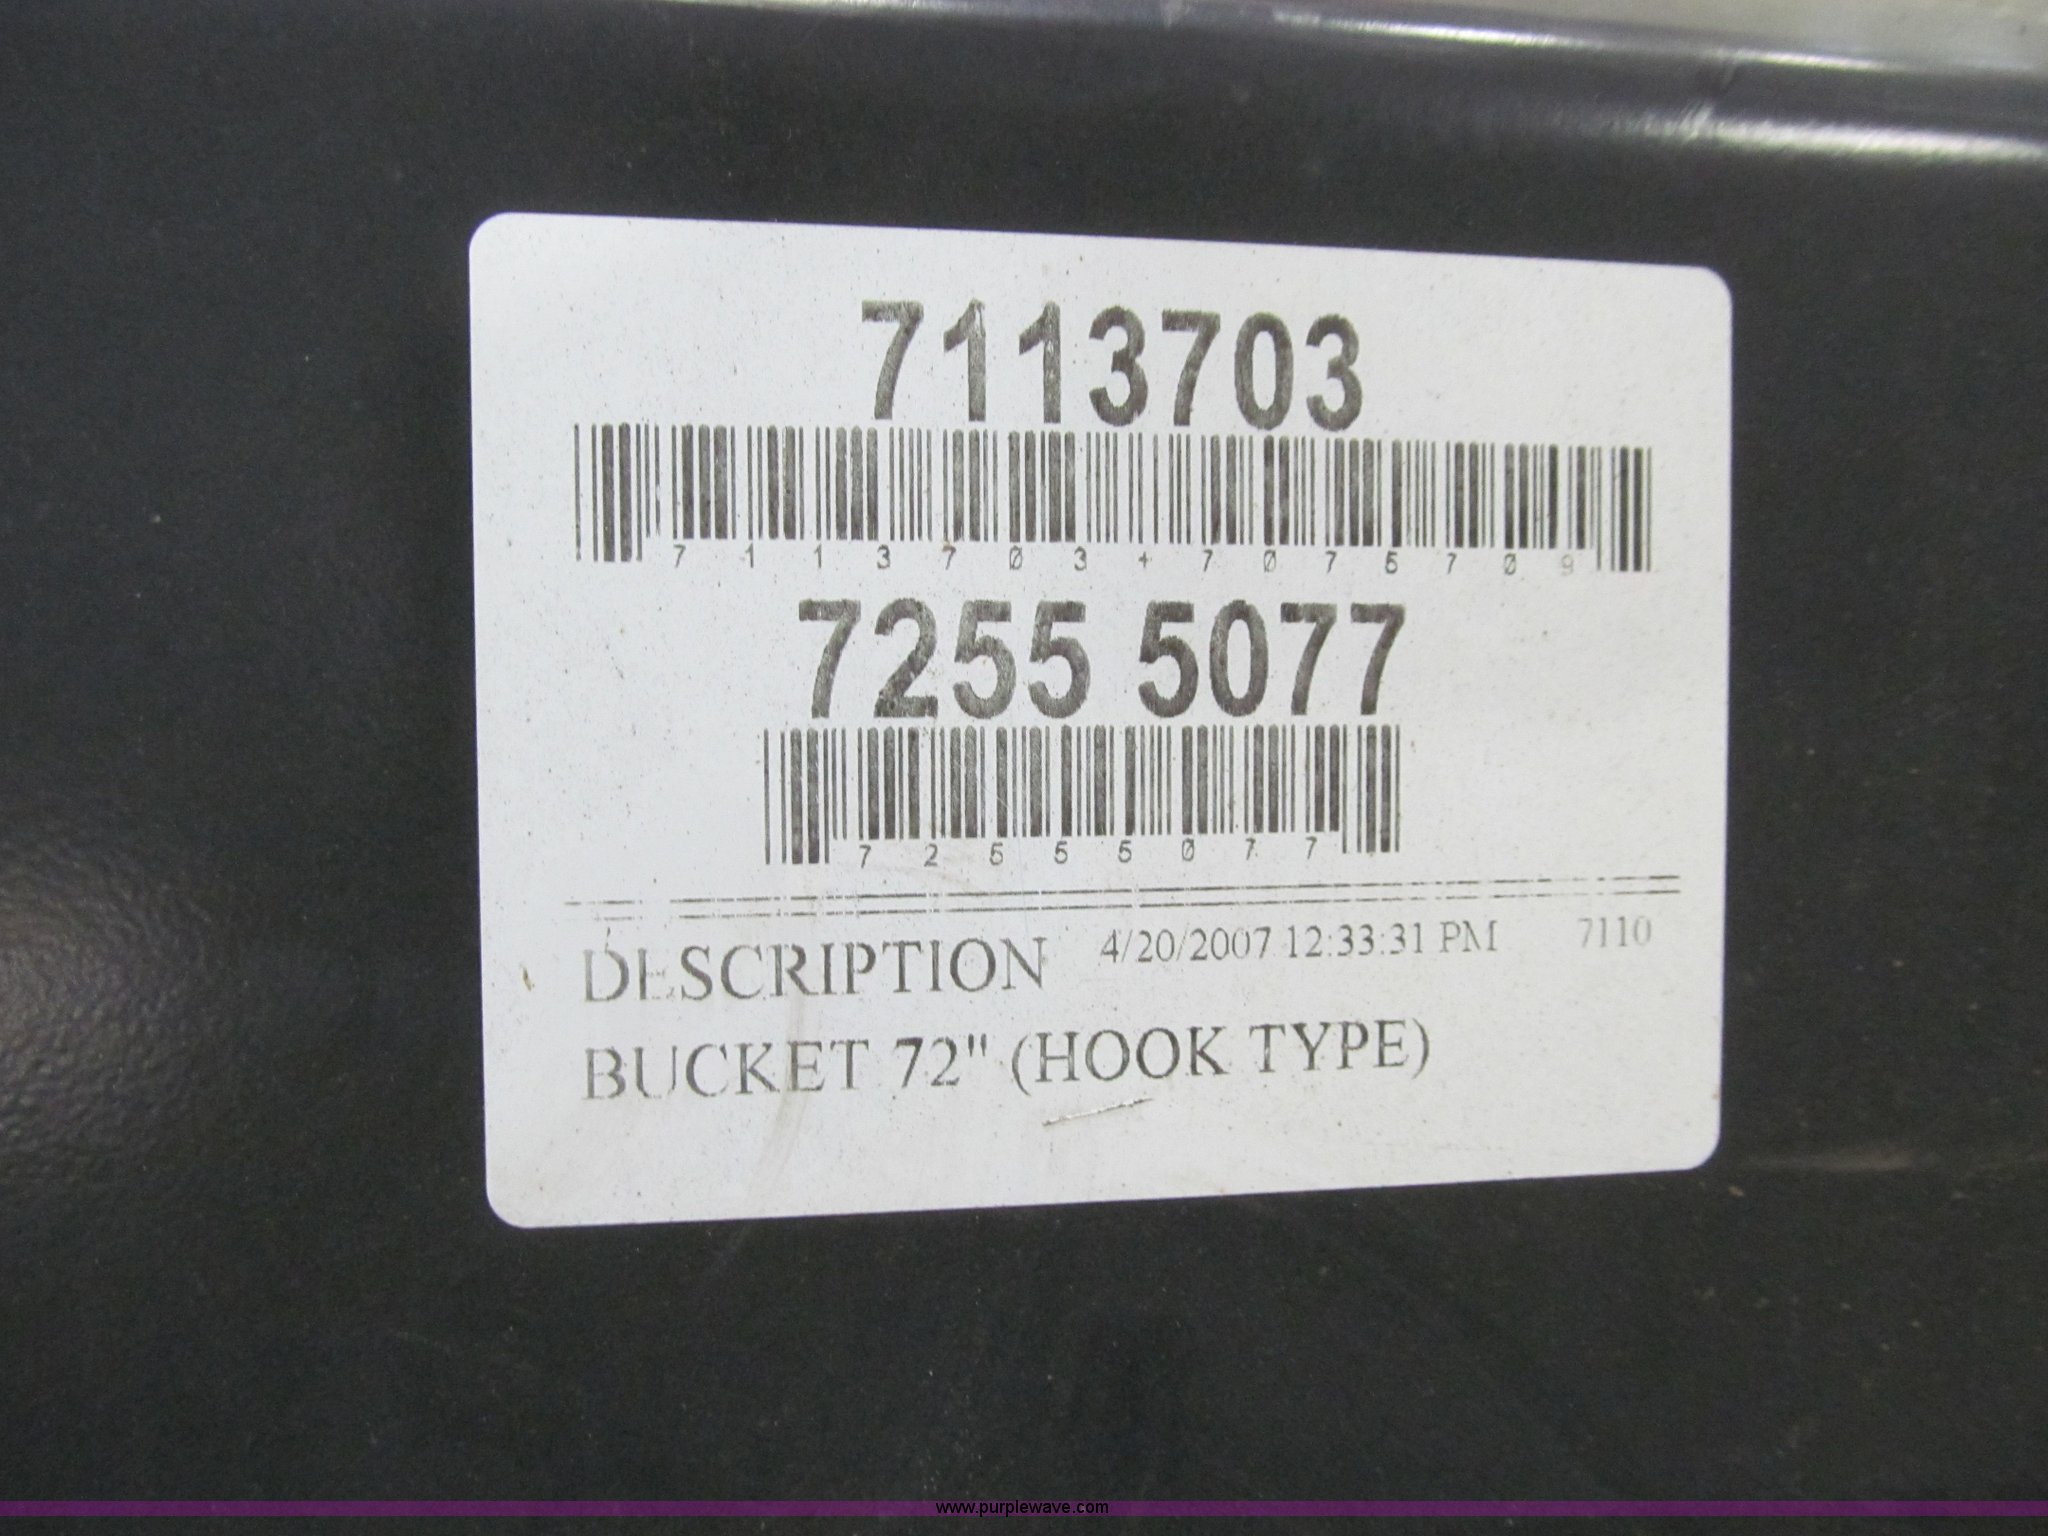 7113703
7113703+7075709
7255 5077
72555077
DESCRIPTION 4/20/2007 12:33:31 PM 7110
BUCKET 72" (HOOK TYPE)
www.purplewave.com